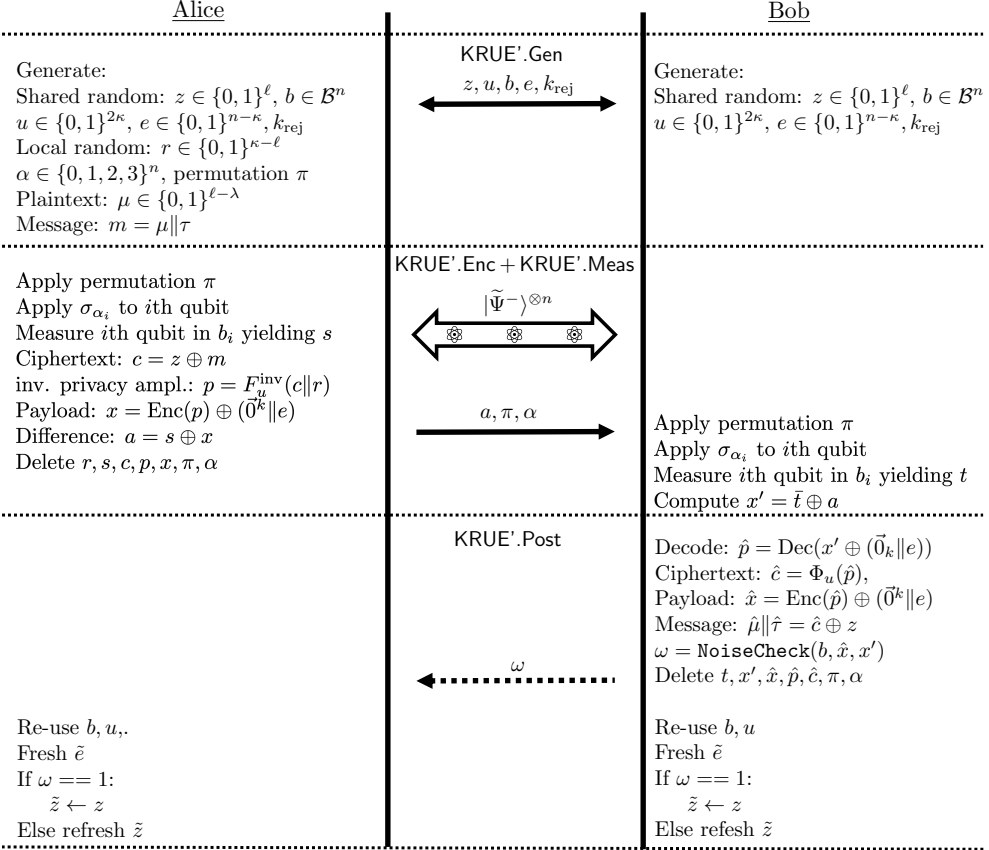 Alice
Bob
KRUE'.Gen
z, u, b, e, k_rej
Generate:
Shared random: z ∈ {0, 1}^ℓ, b ∈ ℬ^n
u ∈ {0, 1}^{2κ}, e ∈ {0, 1}^{n−κ}, k_rej
Local random: r ∈ {0, 1}^{κ−ℓ}
α ∈ {0, 1, 2, 3}^n, permutation π
Plaintext: μ ∈ {0, 1}^{ℓ−λ}
Message: m = μ‖τ
Generate:
Shared random: z ∈ {0, 1}^ℓ, b ∈ ℬ^n
u ∈ {0, 1}^{2κ}, e ∈ {0, 1}^{n−κ}, k_rej
KRUE'.Enc + KRUE'.Meas
|Ψ̃^−⟩^{⊗n}
Apply permutation π
Apply σ_{α_i} to ith qubit
Measure ith qubit in b_i yielding s
Ciphertext: c = z ⊕ m
inv. privacy ampl.: p = F_u^{inv}(c‖r)
Payload: x = Enc(p) ⊕ (0⃗^k‖e)
Difference: a = s ⊕ x
Delete r, s, c, p, x, π, α
a, π, α
Apply permutation π
Apply σ_{α_i} to ith qubit
Measure ith qubit in b_i yielding t
Compute x' = t̄ ⊕ a
KRUE'.Post
Decode: p̂ = Dec(x' ⊕ (0⃗_k‖e))
Ciphertext: ĉ = Φ_u(p̂),
Payload: x̂ = Enc(p̂) ⊕ (0⃗^k‖e)
Message: μ̂‖τ̂ = ĉ ⊕ z
ω = NoiseCheck(b, x̂, x')
Delete t, x', x̂, p̂, ĉ, π, α
ω
Re-use b, u,.
Fresh ẽ
If ω == 1:
z̃ ← z
Else refresh z̃
Re-use b, u
Fresh ẽ
If ω == 1:
z̃ ← z
Else refesh z̃